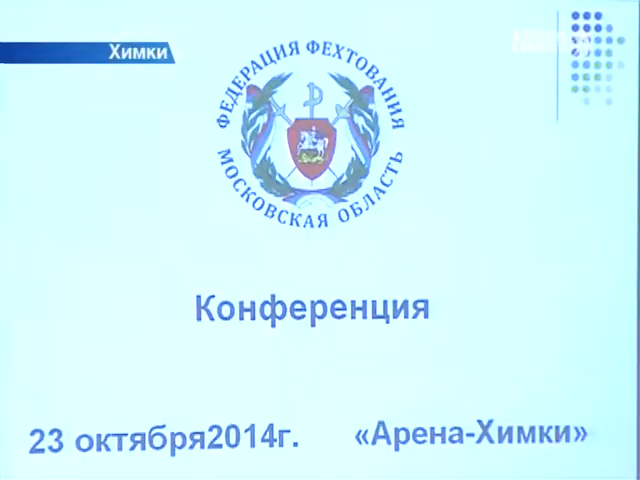 Химки
ФЕДЕРАЦИЯ ФЕХТОВАНИЯ
МОСКОВСКАЯ ОБЛАСТЬ
Конференция
23 октября2014г. «Арена-Химки»